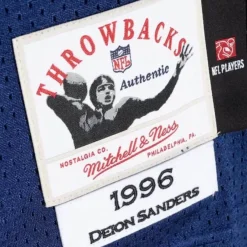 THROWBACKS
NFL
Authentic
NOSTALGIA CO. Mitchell & Ness PHILADELPHIA, PA.
1996
DEION SANDERS
NFL PLAYERS